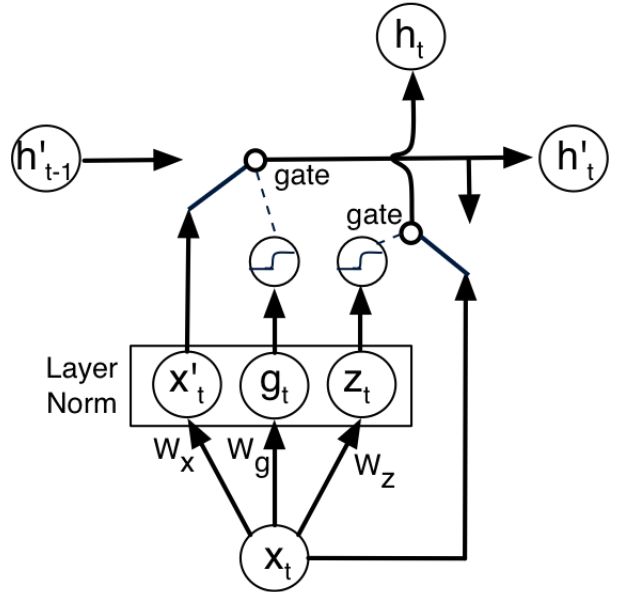 h_t
h'_{t-1}
h'_t
gate
gate
Layer
Norm
x'_t
g_t
z_t
W_x
W_g
W_z
x_t